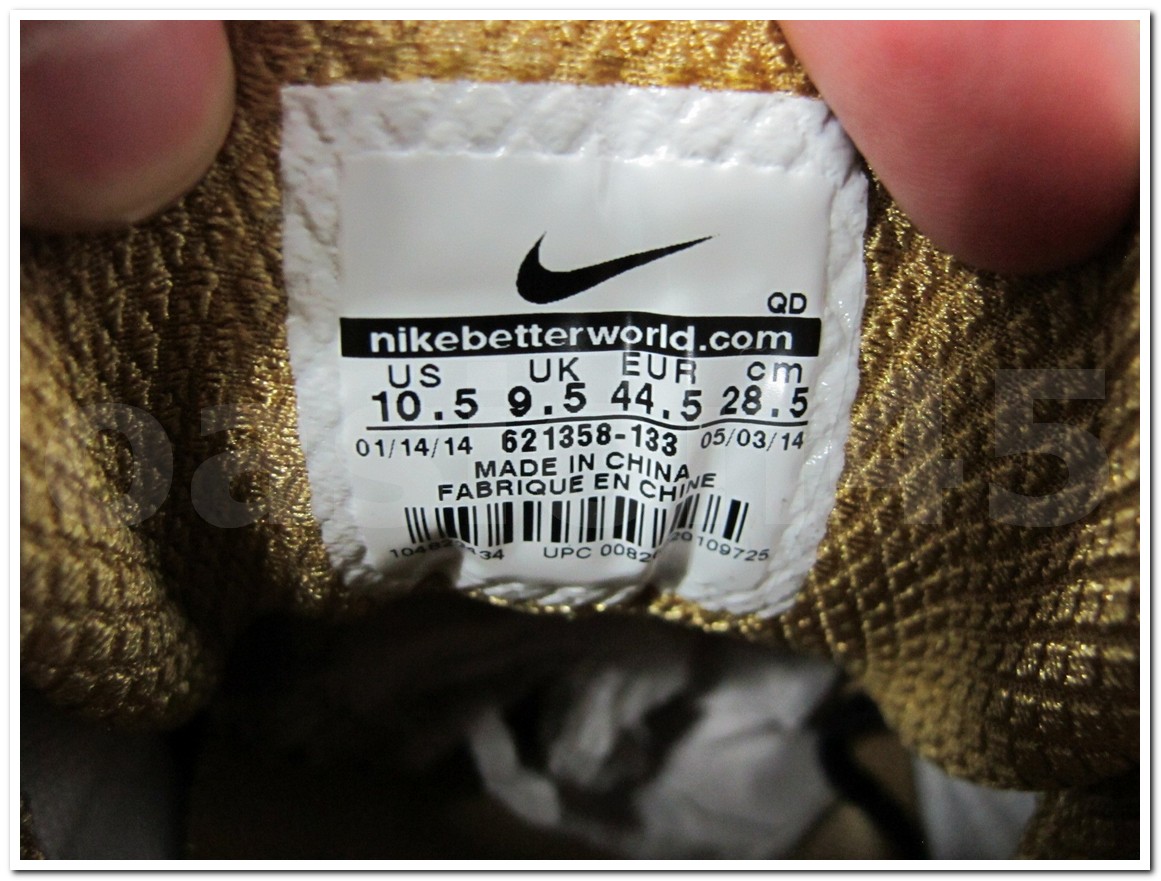 QD
nikebetterworld.com
US UK EUR cm
10.5 9.5 44.5 28.5
01/14/14 621358-133 05/03/14
MADE IN CHINA
FABRIQUE EN CHINE
UPC